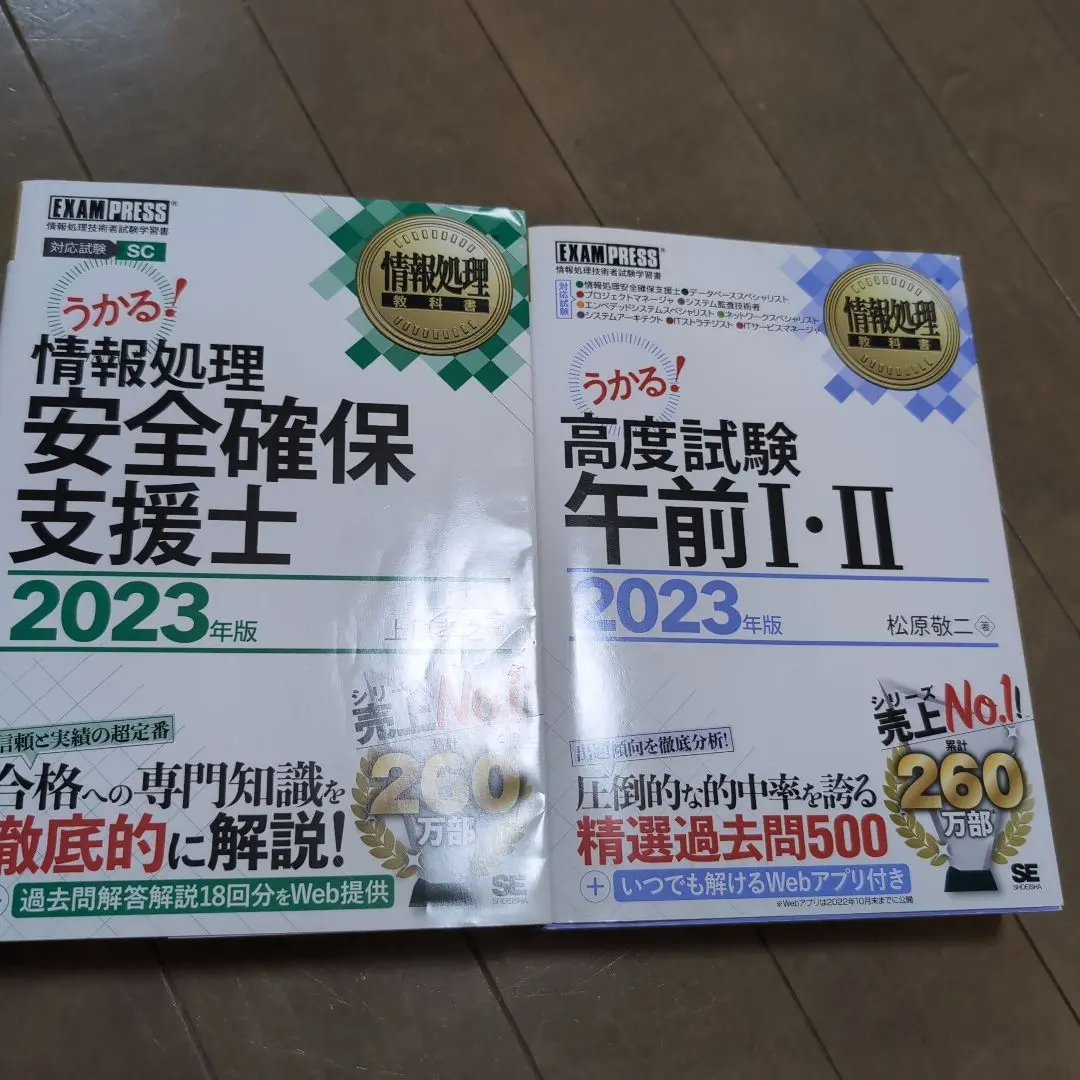 EXAMPRESS®
情報処理技術者試験学習書
対応試験 SC
情報処理
教科書
うかる!
情報処理
安全確保
支援士
2023年版
シリーズ
売上No.1
累計
260
万部
信頼と実績の超定番
合格への専門知識を
徹底的に解説!
過去問解答解説18回分をWeb提供
SE
SHOEISHA
EXAMPRESS®
情報処理技術者試験学習書
対応試験
●情報処理安全確保支援士●データベーススペシャリスト
●プロジェクトマネージャ ●システム監査技術者
●エンベデッドシステムスペシャリスト ●ネットワークスペシャリスト
●システムアーキテクト ●ITストラテジスト ●ITサービスマネージャ
情報処理
教科書
うかる!
高度試験
午前Ⅰ・Ⅱ
2023年版
松原敬二 著
シリーズ
売上No.1!
累計
260
万部
出題傾向を徹底分析!
圧倒的な的中率を誇る
精選過去問500
+ いつでも解けるWebアプリ付き
※Webアプリは2022年10月末までに公開
SE
SHOEISHA